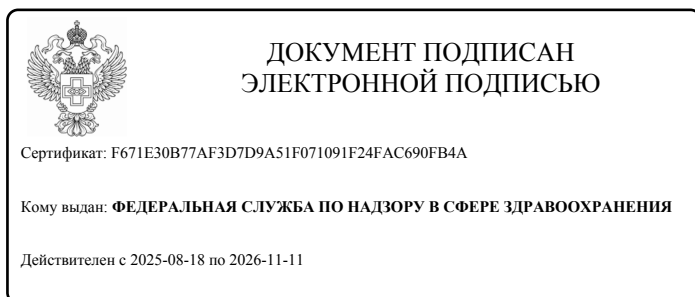 ДОКУМЕНТ ПОДПИСАН
ЭЛЕКТРОННОЙ ПОДПИСЬЮ
Сертификат: F671E30B77AF3D7D9A51F071091F24FAC690FB4A
Кому выдан: ФЕДЕРАЛЬНАЯ СЛУЖБА ПО НАДЗОРУ В СФЕРЕ ЗДРАВООХРАНЕНИЯ
Действителен с 2025-08-18 по 2026-11-11